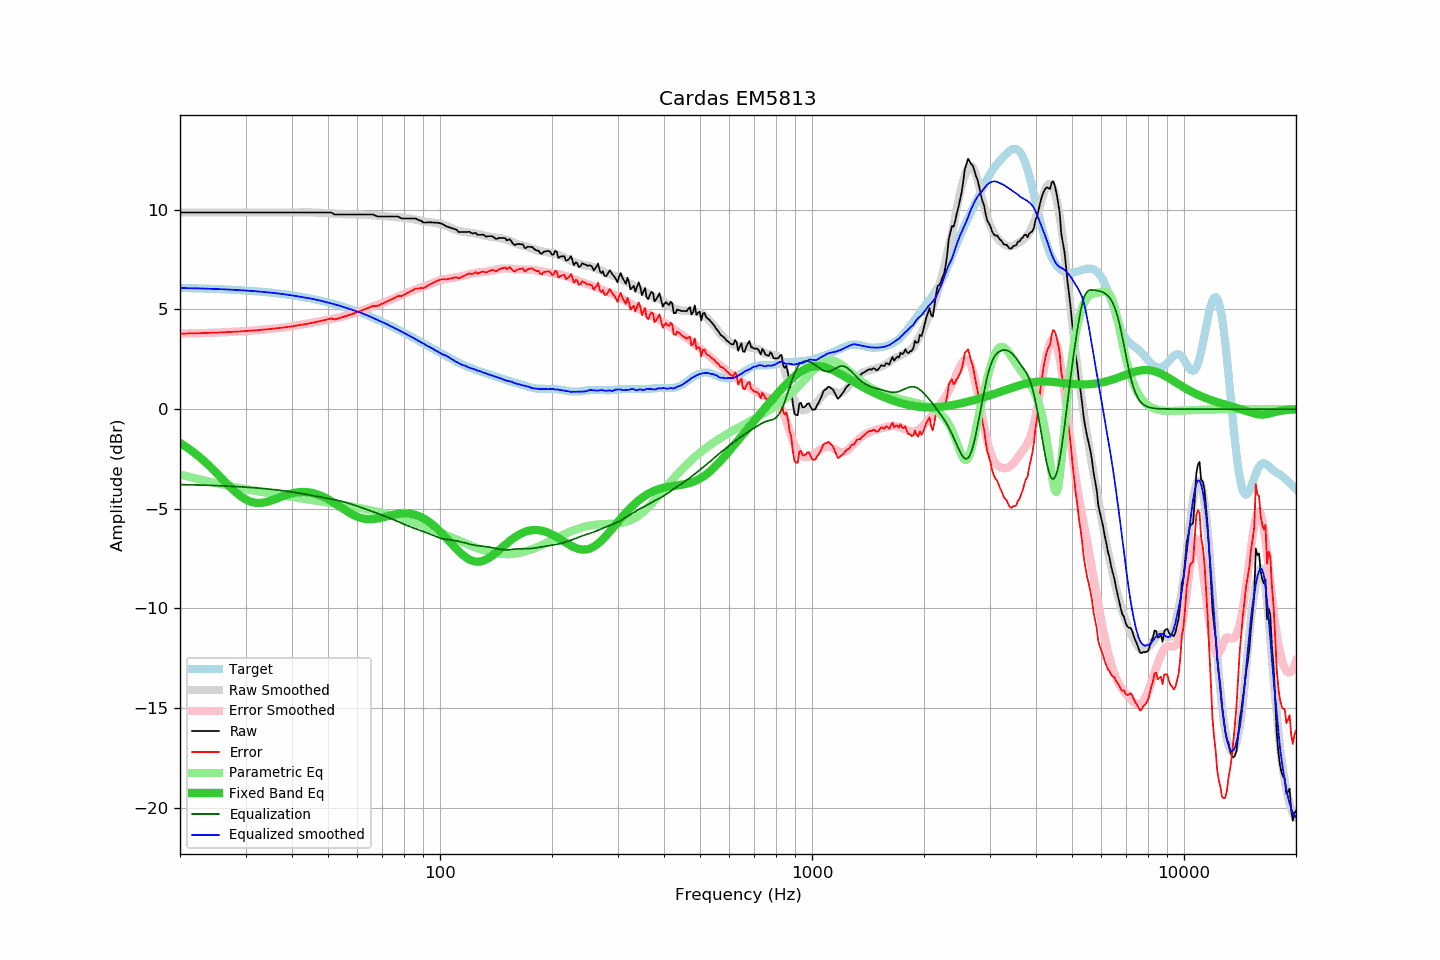 Cardas EM5813
Amplitude (dBr)
10
5
0
−5
−10
−15
−20
Target
Raw Smoothed
Error Smoothed
Raw
Error
Parametric Eq
Fixed Band Eq
Equalization
Equalized smoothed
100
1000
10000
Frequency (Hz)